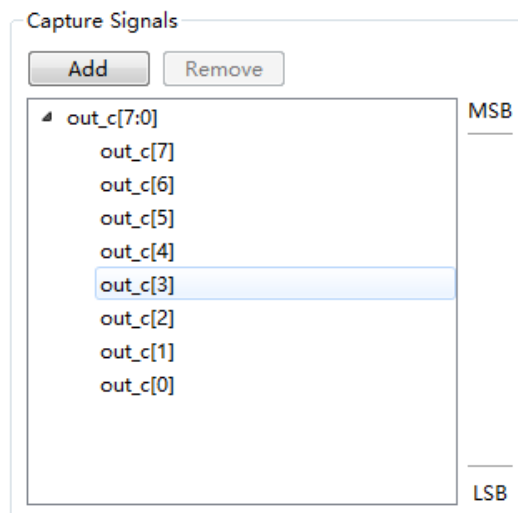 Capture Signals
Add Remove
out_c[7:0] MSB
out_c[7]
out_c[6]
out_c[5]
out_c[4]
out_c[3]
out_c[2]
out_c[1]
out_c[0]
LSB